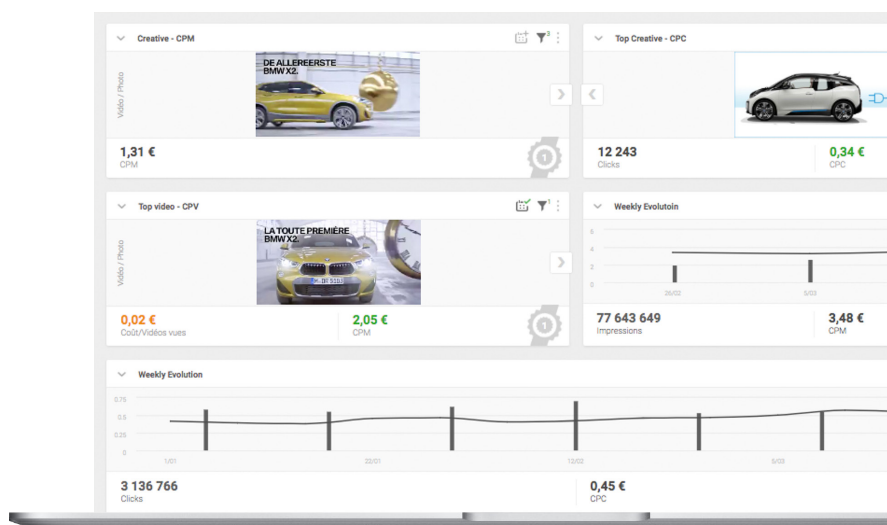 Creative - CPM
3
Vidéo / Photo
DE ALLEREERSTE
BMW X2.
1,31 €
CPM
1
Top Creative - CPC
12 243
Clicks
0,34 €
CPC
Top video - CPV
1
Vidéo / Photo
LA TOUTE PREMIÈRE
BMW X2.
0,02 €
Coût/Vidéos vues
2,05 €
CPM
1
Weekly Evolutoin
6
4
2
0
26/02
5/03
77 643 649
Impressions
3,48 €
CPM
Weekly Evolution
0.75
0.5
0.25
0
1/01
22/01
12/02
5/03
3 136 766
Clicks
0,45 €
CPC